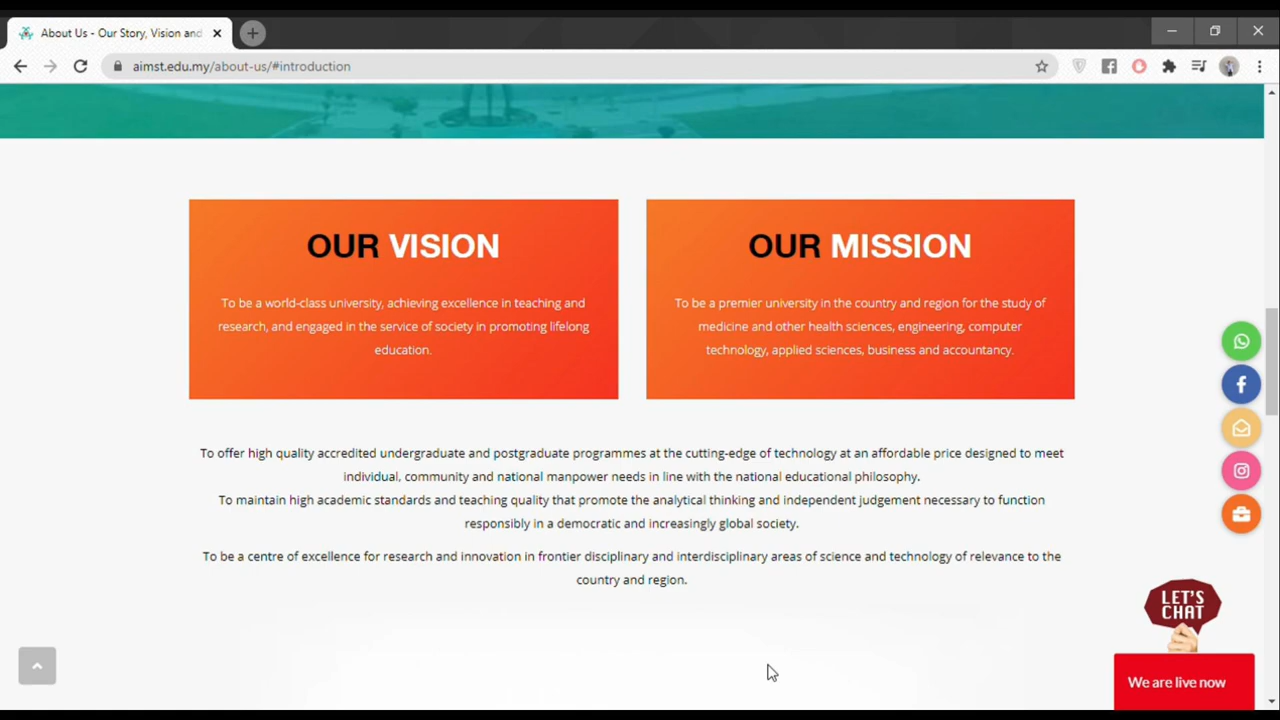 About Us - Our Story, Vision and
aimst.edu.my/about-us/#introduction
OUR VISION
To be a world-class university, achieving excellence in teaching and
research, and engaged in the service of society in promoting lifelong
education.
OUR MISSION
To be a premier university in the country and region for the study of
medicine and other health sciences, engineering, computer
technology, applied sciences, business and accountancy.
To offer high quality accredited undergraduate and postgraduate programmes at the cutting-edge of technology at an affordable price designed to meet
individual, community and national manpower needs in line with the national educational philosophy.
To maintain high academic standards and teaching quality that promote the analytical thinking and independent judgement necessary to function
responsibly in a democratic and increasingly global society.
To be a centre of excellence for research and innovation in frontier disciplinary and interdisciplinary areas of science and technology of relevance to the
country and region.
LET'S
CHAT
We are live now